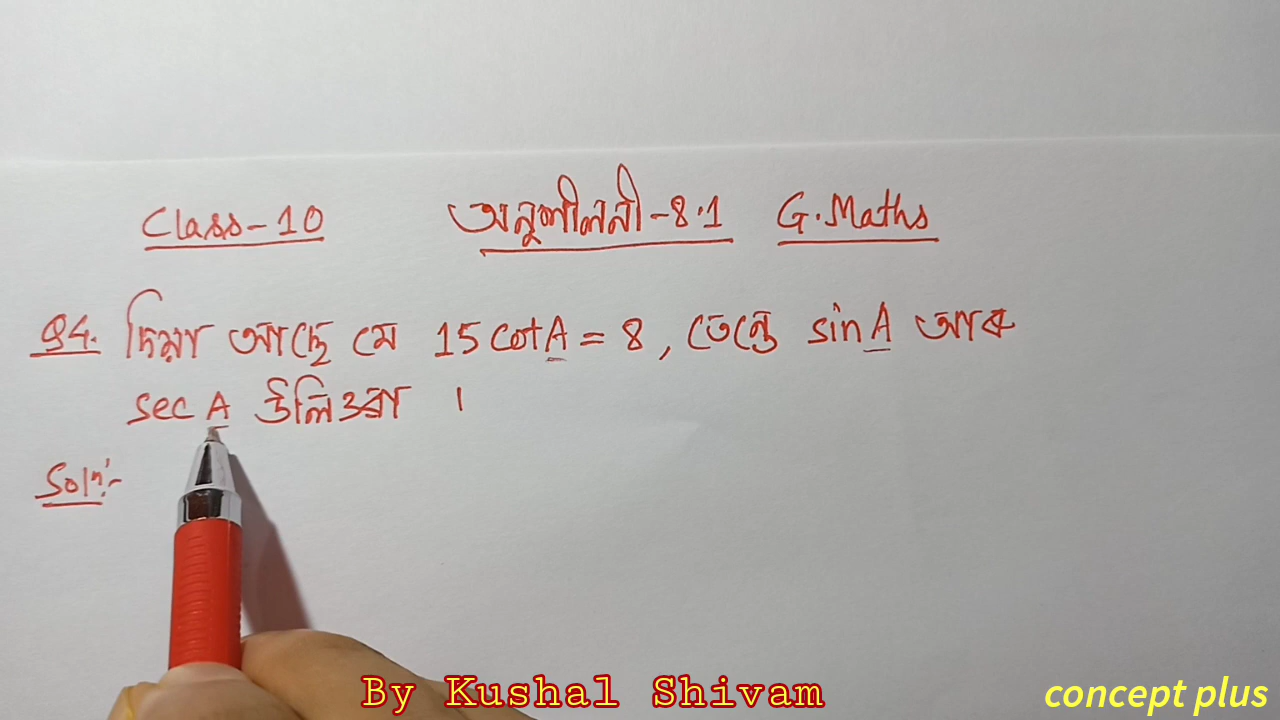 Class-10 অনুশীলনী-8.1 G.Maths
Q4. দিয়া আছে যে 15 cot A = 8, তেন্তে sin A আৰু
sec A উলিওৱা ।
Soln:-
By Kushal Shivam concept plus